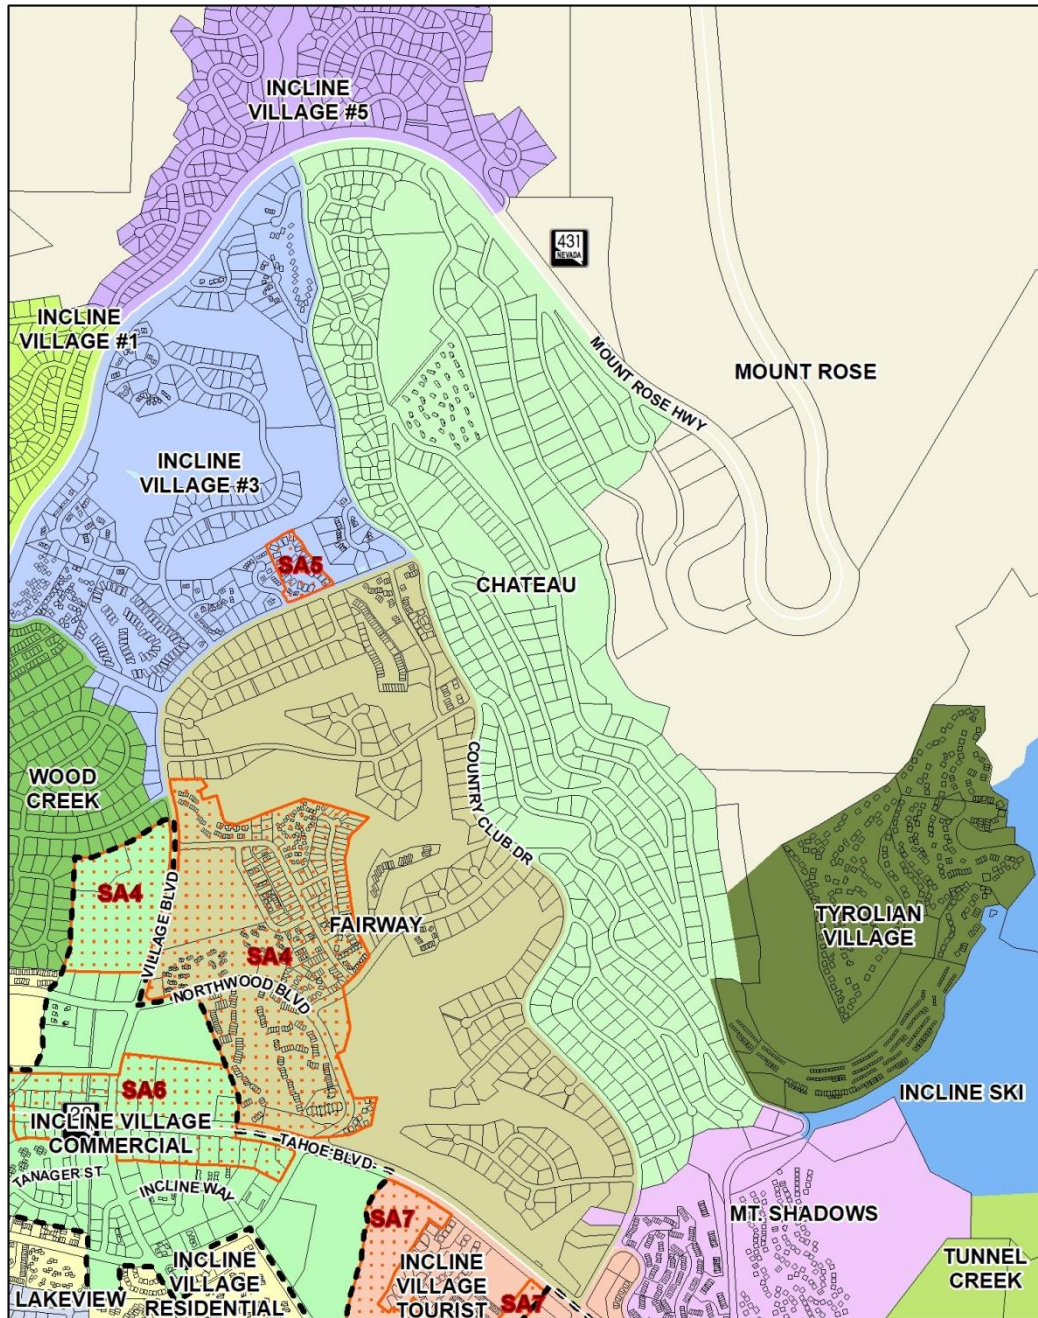 INCLINE
VILLAGE #5
431
NEVADA
INCLINE
VILLAGE #1
MOUNT ROSE HWY
MOUNT ROSE
INCLINE
VILLAGE #3
SA5
CHATEAU
WOOD
CREEK
COUNTRY CLUB DR
SA4
VILLAGE BLVD
FAIRWAY
SA4
TYROLIAN
VILLAGE
NORTHWOOD BLVD
SA6
INCLINE SKI
28
INCLINE VILLAGE
COMMERCIAL
TAHOE BLVD
TANAGER ST
INCLINE WAY
SA7
MT. SHADOWS
INCLINE
VILLAGE
RESIDENTIAL
INCLINE
VILLAGE
TOURIST
SA7
TUNNEL
CREEK
LAKEVIEW